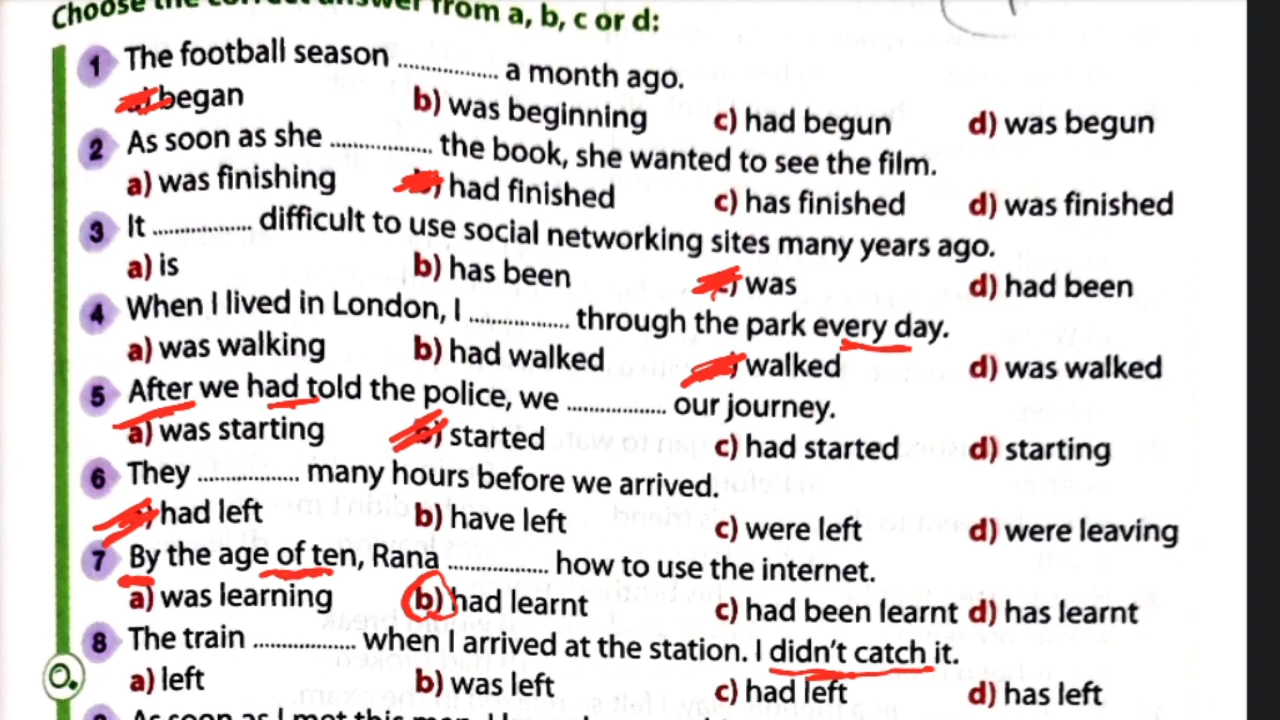 Choose the correct answer from a, b, c or d:
1 The football season .................. a month ago.
began b) was beginning c) had begun d) was begun
2 As soon as she .................. the book, she wanted to see the film.
a) was finishing had finished c) has finished d) was finished
3 It .................. difficult to use social networking sites many years ago.
a) is b) has been was d) had been
4 When I lived in London, I .................. through the park every day.
a) was walking b) had walked walked d) was walked
5 After we had told the police, we .................. our journey.
a) was starting started c) had started d) starting
6 They .................. many hours before we arrived.
had left b) have left c) were left d) were leaving
7 By the age of ten, Rana .................. how to use the internet.
a) was learning b) had learnt c) had been learnt d) has learnt
8 The train .................. when I arrived at the station. I didn't catch it.
a) left b) was left c) had left d) has left
As soon as I met this man, I